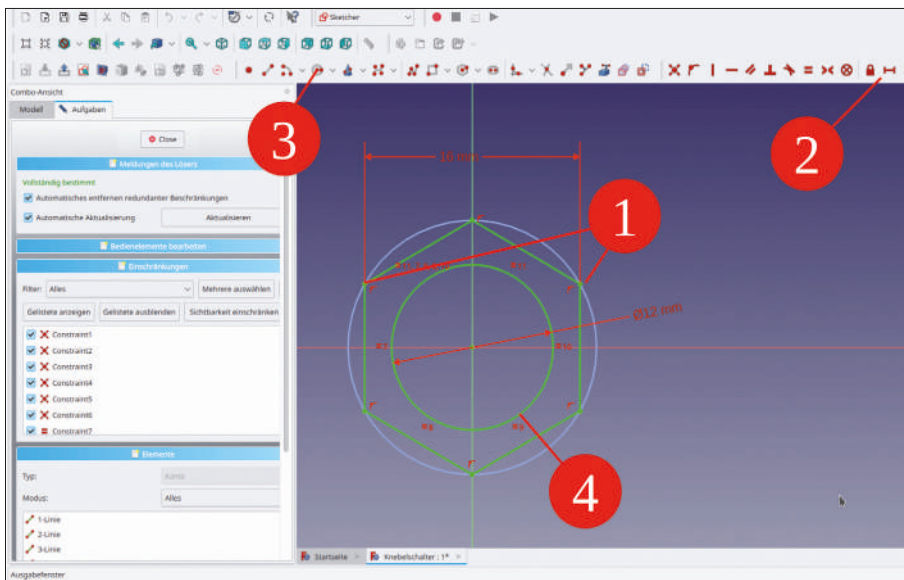 Sketcher
Combo-Ansicht
Modell
Aufgaben
Close
Meldungen des Lösers
Vollständig bestimmt
Automatisches entfernen redundanter Beschränkungen
Automatische Aktualisierung
Aktualisieren
Bedienelemente bearbeiten
Einschränkungen
Filter:
Alles
Mehrere auswählen
Gelistete anzeigen
Gelistete ausblenden
Sichtbarkeit einschränken
Constraint1
Constraint2
Constraint3
Constraint4
Constraint5
Constraint6
Constraint7
Elemente
Typ:
Kante
Modus:
Alles
1-Linie
2-Linie
3-Linie
Ausgabefenster
3
2
1
Ø12 mm
4
Startseite
Knebelschalter : 1*